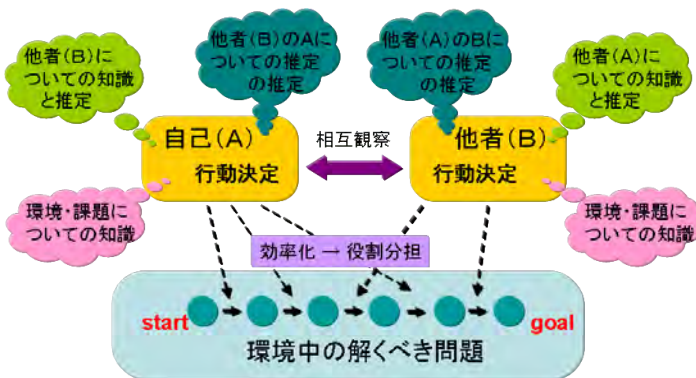 他者(B)に
ついての知識
と推定
他者(B)のAに
ついての推定
の推定
他者(A)のBに
ついての推定
の推定
他者(A)に
ついての知識
と推定
自己(A)
行動決定
相互観察
他者(B)
行動決定
環境・課題に
ついての知識
環境・課題に
ついての知識
効率化 → 役割分担
start
goal
環境中の解くべき問題